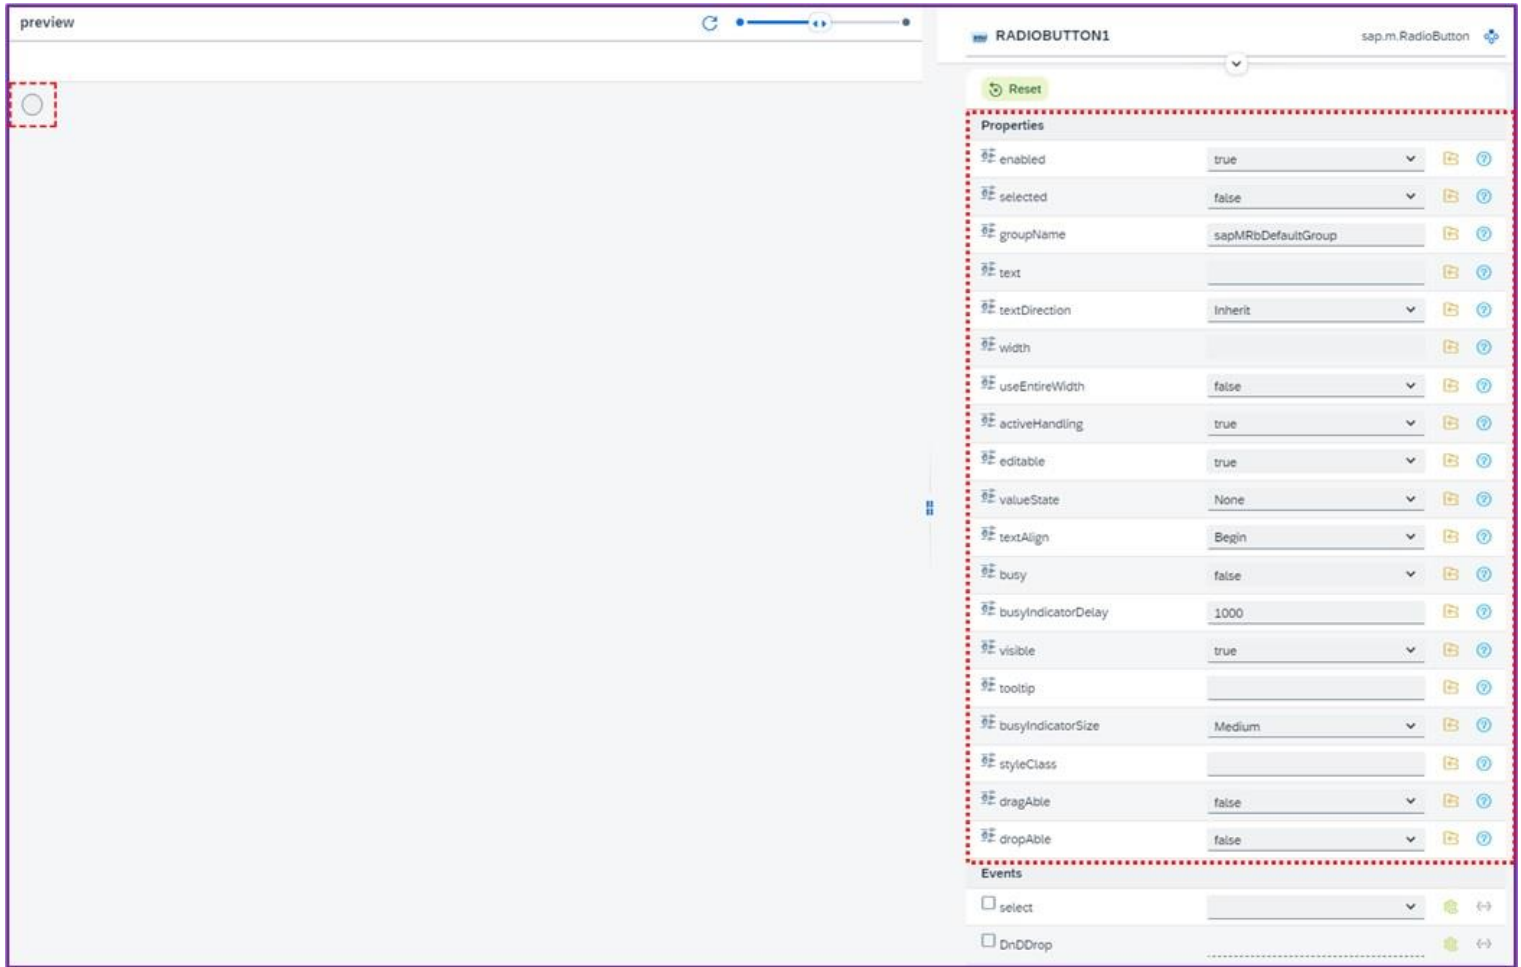 preview
RADIOBUTTON1 sap.m.RadioButton
Reset
Properties
enabled true
selected false
groupName sapMRbDefaultGroup
text
textDirection Inherit
width
useEntireWidth false
activeHandling true
editable true
valueState None
textAlign Begin
busy false
busyIndicatorDelay 1000
visible true
tooltip
busyIndicatorSize Medium
styleClass
dragAble false
dropAble false
Events
select
DnDDrop